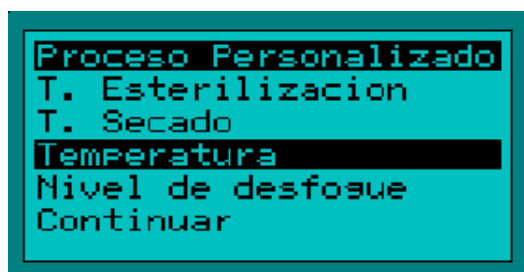 Proceso Personalizado
T. Esterilizacion
T. Secado
Temperatura
Nivel de desfogue
Continuar